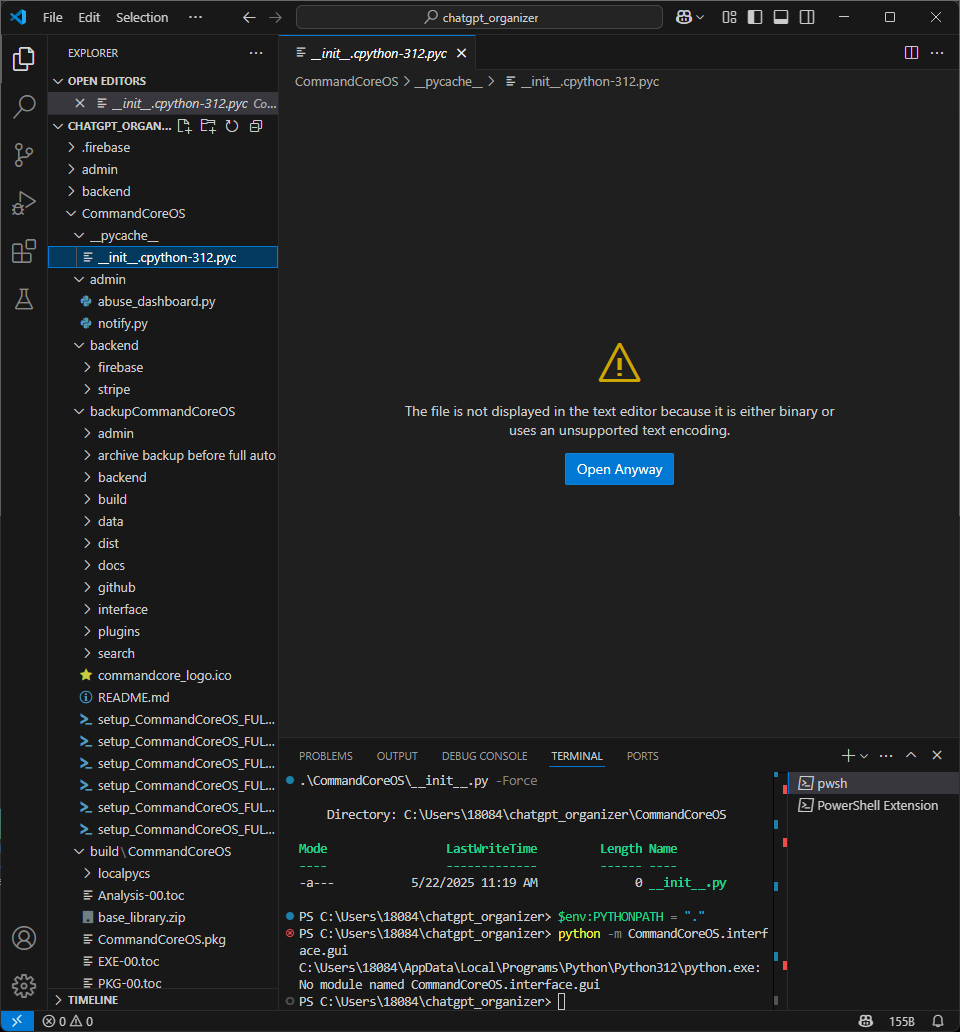 File Edit Selection ··· chatgpt_organizer
EXPLORER ···
OPEN EDITORS
__init__.cpython-312.pyc Co...
CHATGPT_ORGAN...
.firebase
admin
backend
CommandCoreOS
__pycache__
__init__.cpython-312.pyc
admin
abuse_dashboard.py
notify.py
backend
firebase
stripe
backupCommandCoreOS
admin
archive backup before full auto
backend
build
data
dist
docs
github
interface
plugins
search
commandcore_logo.ico
README.md
setup_CommandCoreOS_FUL...
setup_CommandCoreOS_FUL...
setup_CommandCoreOS_FUL...
setup_CommandCoreOS_FUL...
setup_CommandCoreOS_FUL...
setup_CommandCoreOS_FUL...
build\CommandCoreOS
localpycs
Analysis-00.toc
base_library.zip
CommandCoreOS.pkg
EXE-00.toc
PKG-00.toc
TIMELINE
__init__.cpython-312.pyc
CommandCoreOS > __pycache__ > __init__.cpython-312.pyc
The file is not displayed in the text editor because it is either binary or
uses an unsupported text encoding.
Open Anyway
PROBLEMS OUTPUT DEBUG CONSOLE TERMINAL PORTS
.\CommandCoreOS\__init__.py -Force
Directory: C:\Users\18084\chatgpt_organizer\CommandCoreOS
Mode LastWriteTime Length Name
---- ------------- ------ ----
-a--- 5/22/2025 11:19 AM 0 __init__.py
PS C:\Users\18084\chatgpt_organizer> $env:PYTHONPATH = "."
PS C:\Users\18084\chatgpt_organizer> python -m CommandCoreOS.interf
ace.gui
C:\Users\18084\AppData\Local\Programs\Python\Python312\python.exe:
No module named CommandCoreOS.interface.gui
PS C:\Users\18084\chatgpt_organizer>
pwsh
PowerShell Extension
0 0 155B